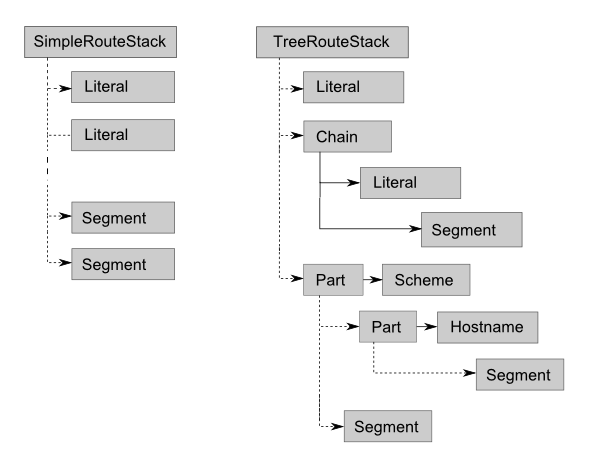 SimpleRouteStack
Literal
Literal
Segment
Segment
TreeRouteStack
Literal
Chain
Literal
Segment
Part
Scheme
Part
Hostname
Segment
Segment